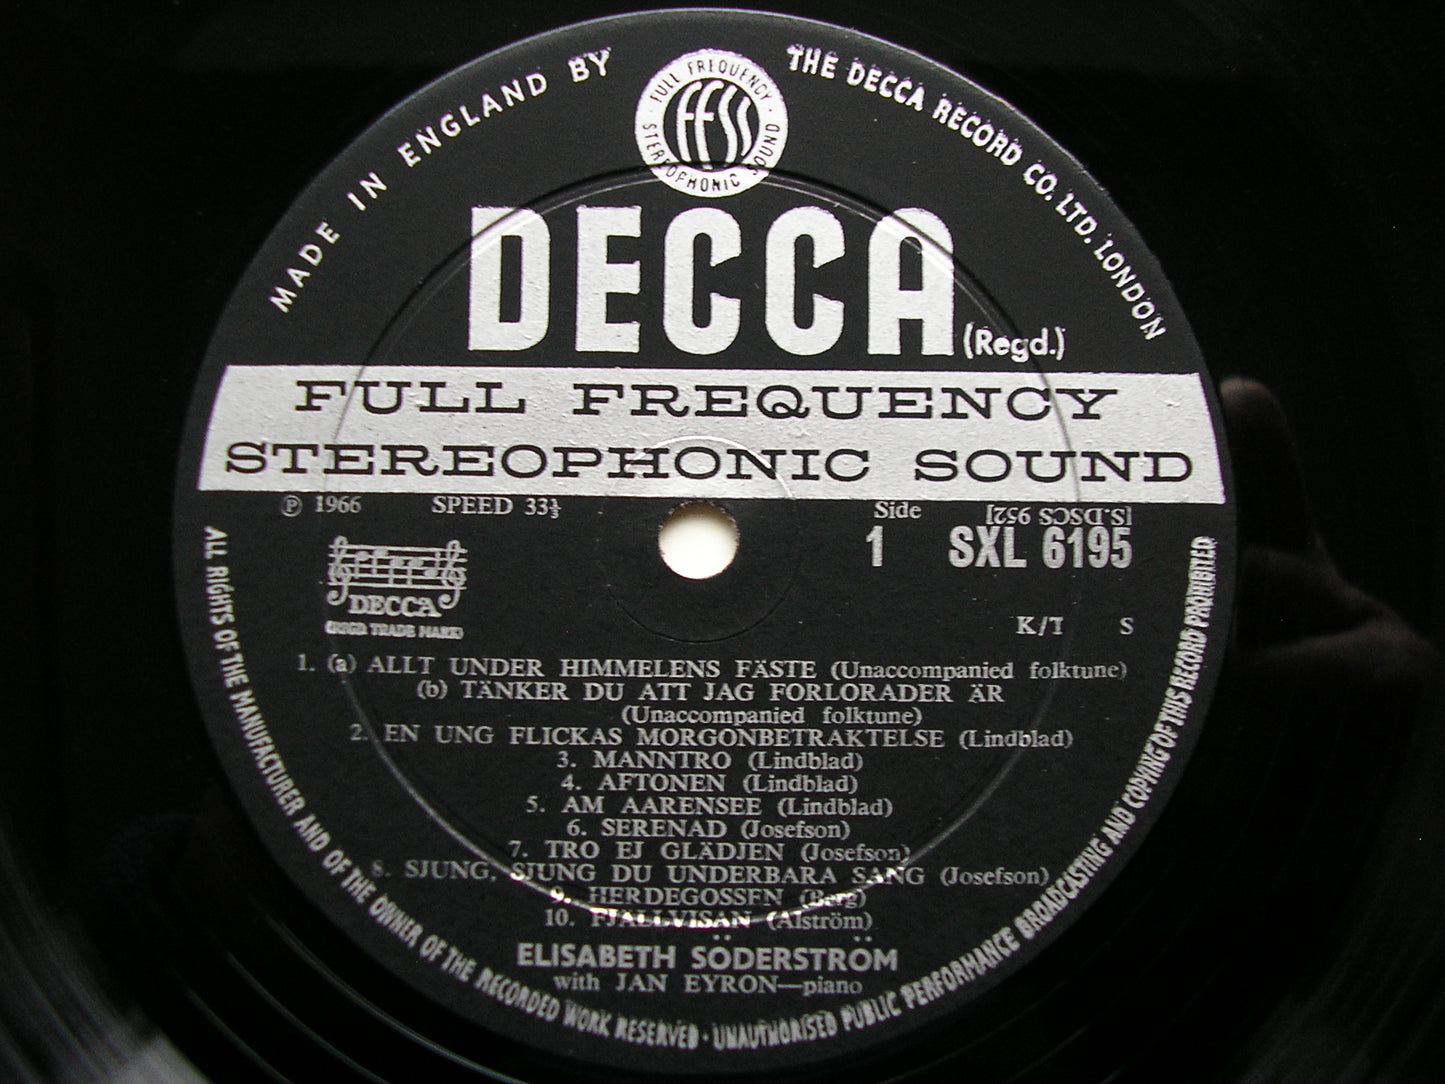 MADE IN ENGLAND BY
THE DECCA RECORD CO. LTD. LONDON
FULL FREQUENCY
ffss
STEREOPHONIC SOUND
DECCA
(Regd.)
FULL FREQUENCY
STEREOPHONIC SOUND
Ⓟ 1966 SPEED 33⅓ Side [S.DSCS 952]
1 SXL 6195
DECCA
(REGD TRADE MARK)
K/T S
1. (a) ALLT UNDER HIMMELENS FÄSTE (Unaccompanied folktune)
(b) TÄNKER DU ATT JAG FORLORADER ÄR
(Unaccompanied folktune)
2. EN UNG FLICKAS MORGONBETRAKTELSE (Lindblad)
3. MANNTRO (Lindblad)
4. AFTONEN (Lindblad)
5. AM AARENSEE (Lindblad)
6. SERENAD (Josefson)
7. TRO EJ GLÄDJEN (Josefson)
8. SJUNG, SJUNG DU UNDERBARA SANG (Josefson)
9. HERDEGOSSEN (Berg)
10. FJALLVISAN (Alström)
ELISABETH SÖDERSTRÖM
with JAN EYRON—piano
ALL RIGHTS OF THE MANUFACTURER AND OF THE OWNER OF THE RECORDED WORK RESERVED · UNAUTHORISED PUBLIC PERFORMANCE BROADCASTING AND COPYING OF THIS RECORD PROHIBITED